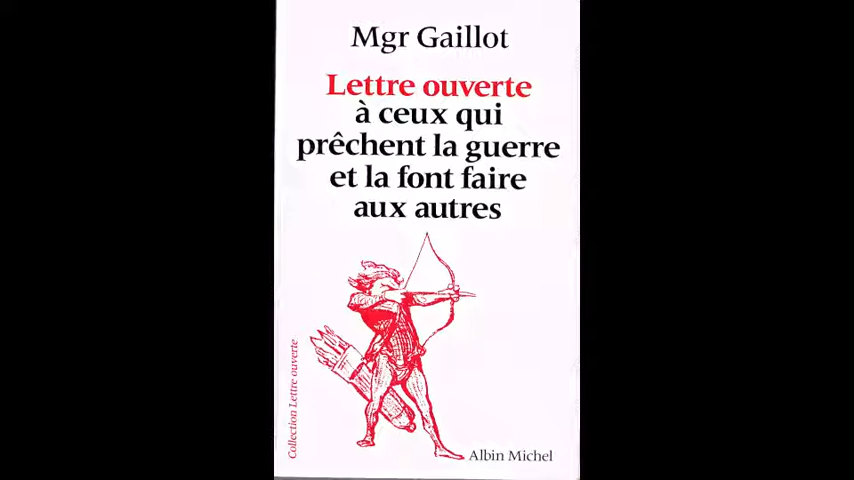 Mgr Gaillot
Lettre ouverte
à ceux qui
prêchent la guerre
et la font faire
aux autres
Collection Lettre ouverte
Albin Michel